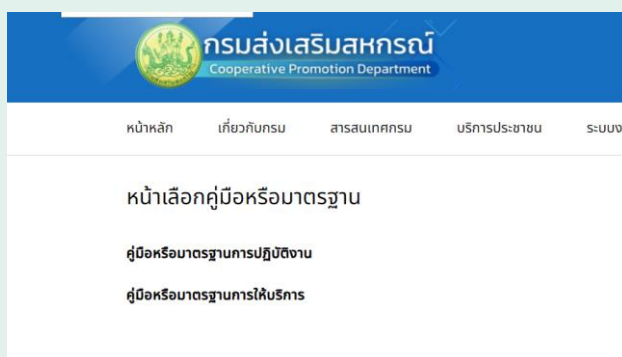 กรมส่งเสริมสหกรณ์
Cooperative Promotion Department
หน้าหลัก เกี่ยวกับกรม สารสนเทศกรม บริการประชาชน ระบบง
หน้าเลือกคู่มือหรือมาตรฐาน
คู่มือหรือมาตรฐานการปฏิบัติงาน
คู่มือหรือมาตรฐานการให้บริการ